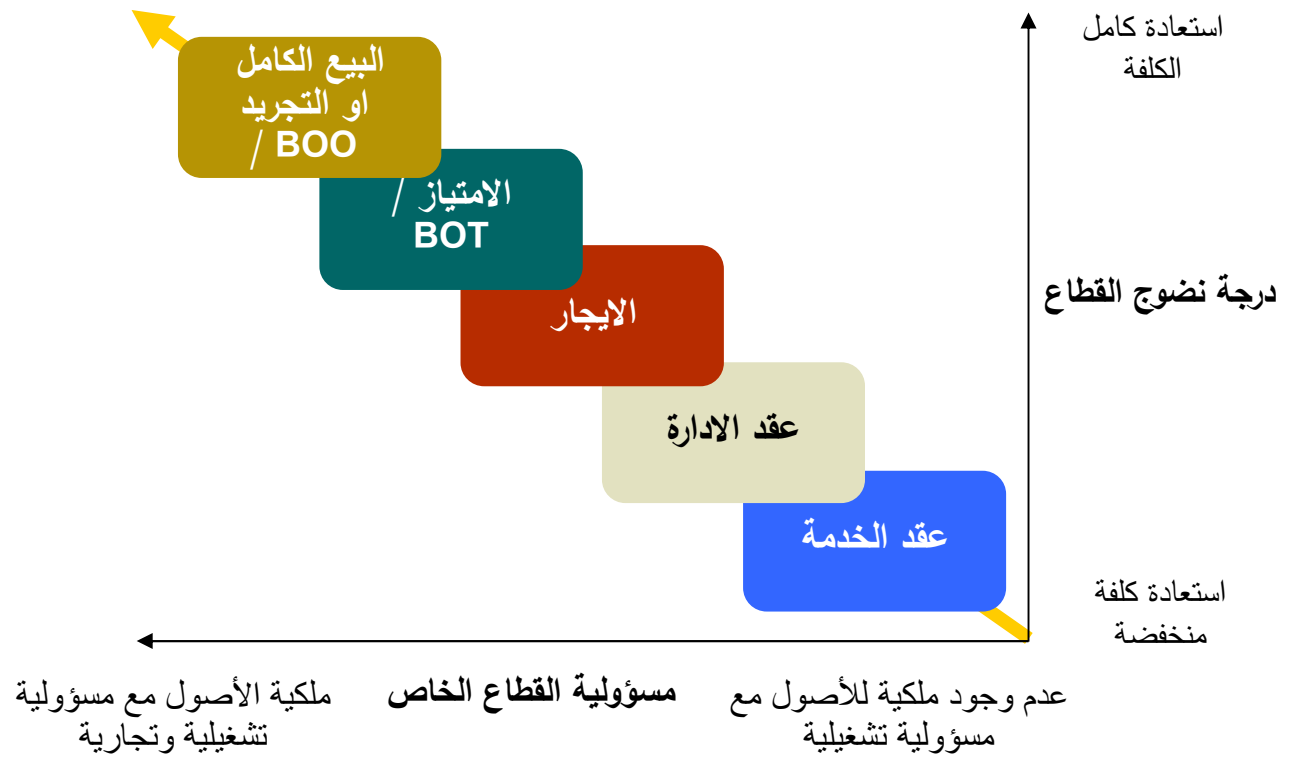 استعادة كامل
الكلفة
البيع الكامل
او التجريد
/ BOO
الامتياز /
BOT
الايجار
درجة نضوج القطاع
عقد الادارة
عقد الخدمة
استعادة كلفة
منخفضة
عدم وجود ملكية للأصول مع
مسؤولية تشغيلية
مسؤولية القطاع الخاص
ملكية الأصول مع مسؤولية
تشغيلية وتجارية